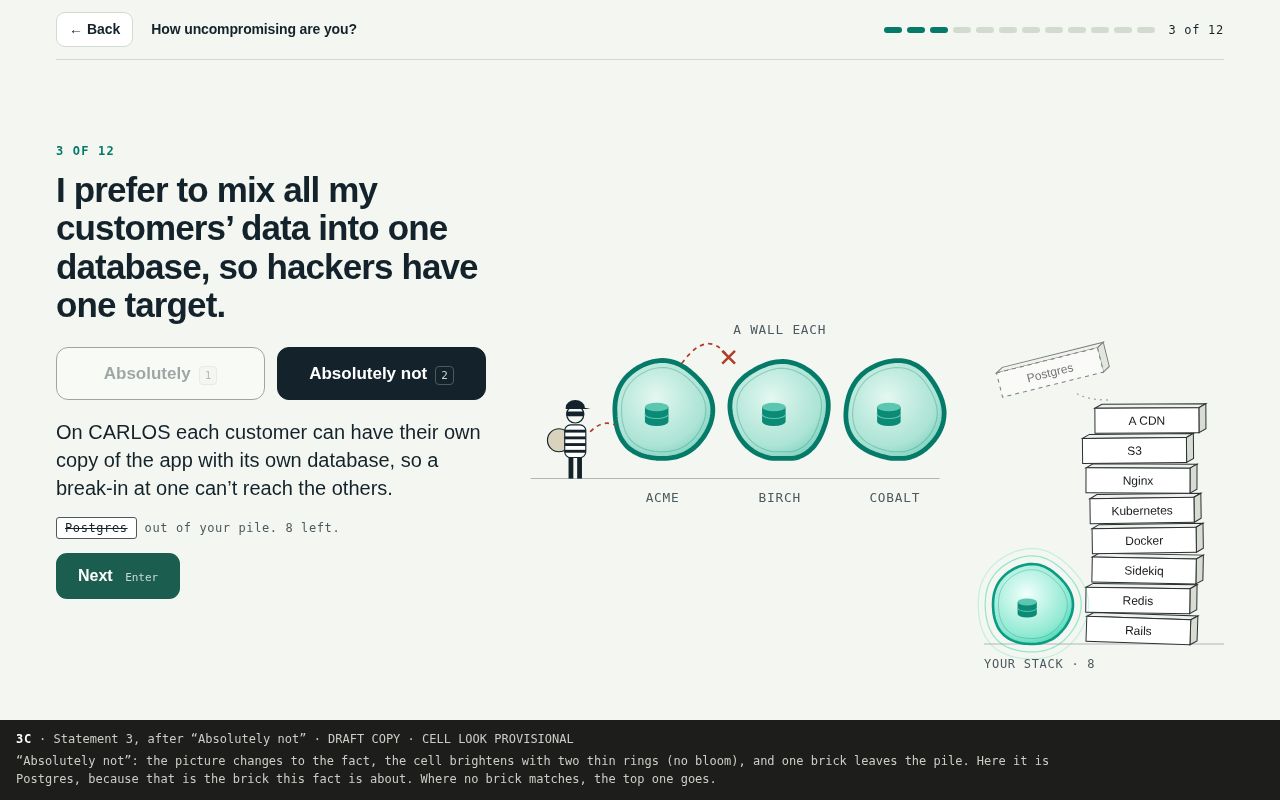 ← Back
How uncompromising are you?
3 of 12
3 OF 12
I prefer to mix all my
customers’ data into one
database, so hackers have
one target.
Absolutely 1
Absolutely not 2
On CARLOS each customer can have their own
copy of the app with its own database, so a
break-in at one can’t reach the others.
Postgres out of your pile. 8 left.
Next Enter
A WALL EACH
ACME
BIRCH
COBALT
Postgres
A CDN
S3
Nginx
Kubernetes
Docker
Sidekiq
Redis
Rails
YOUR STACK · 8
3C · Statement 3, after “Absolutely not” · DRAFT COPY · CELL LOOK PROVISIONAL
“Absolutely not”: the picture changes to the fact, the cell brightens with two thin rings (no bloom), and one brick leaves the pile. Here it is
Postgres, because that is the brick this fact is about. Where no brick matches, the top one goes.